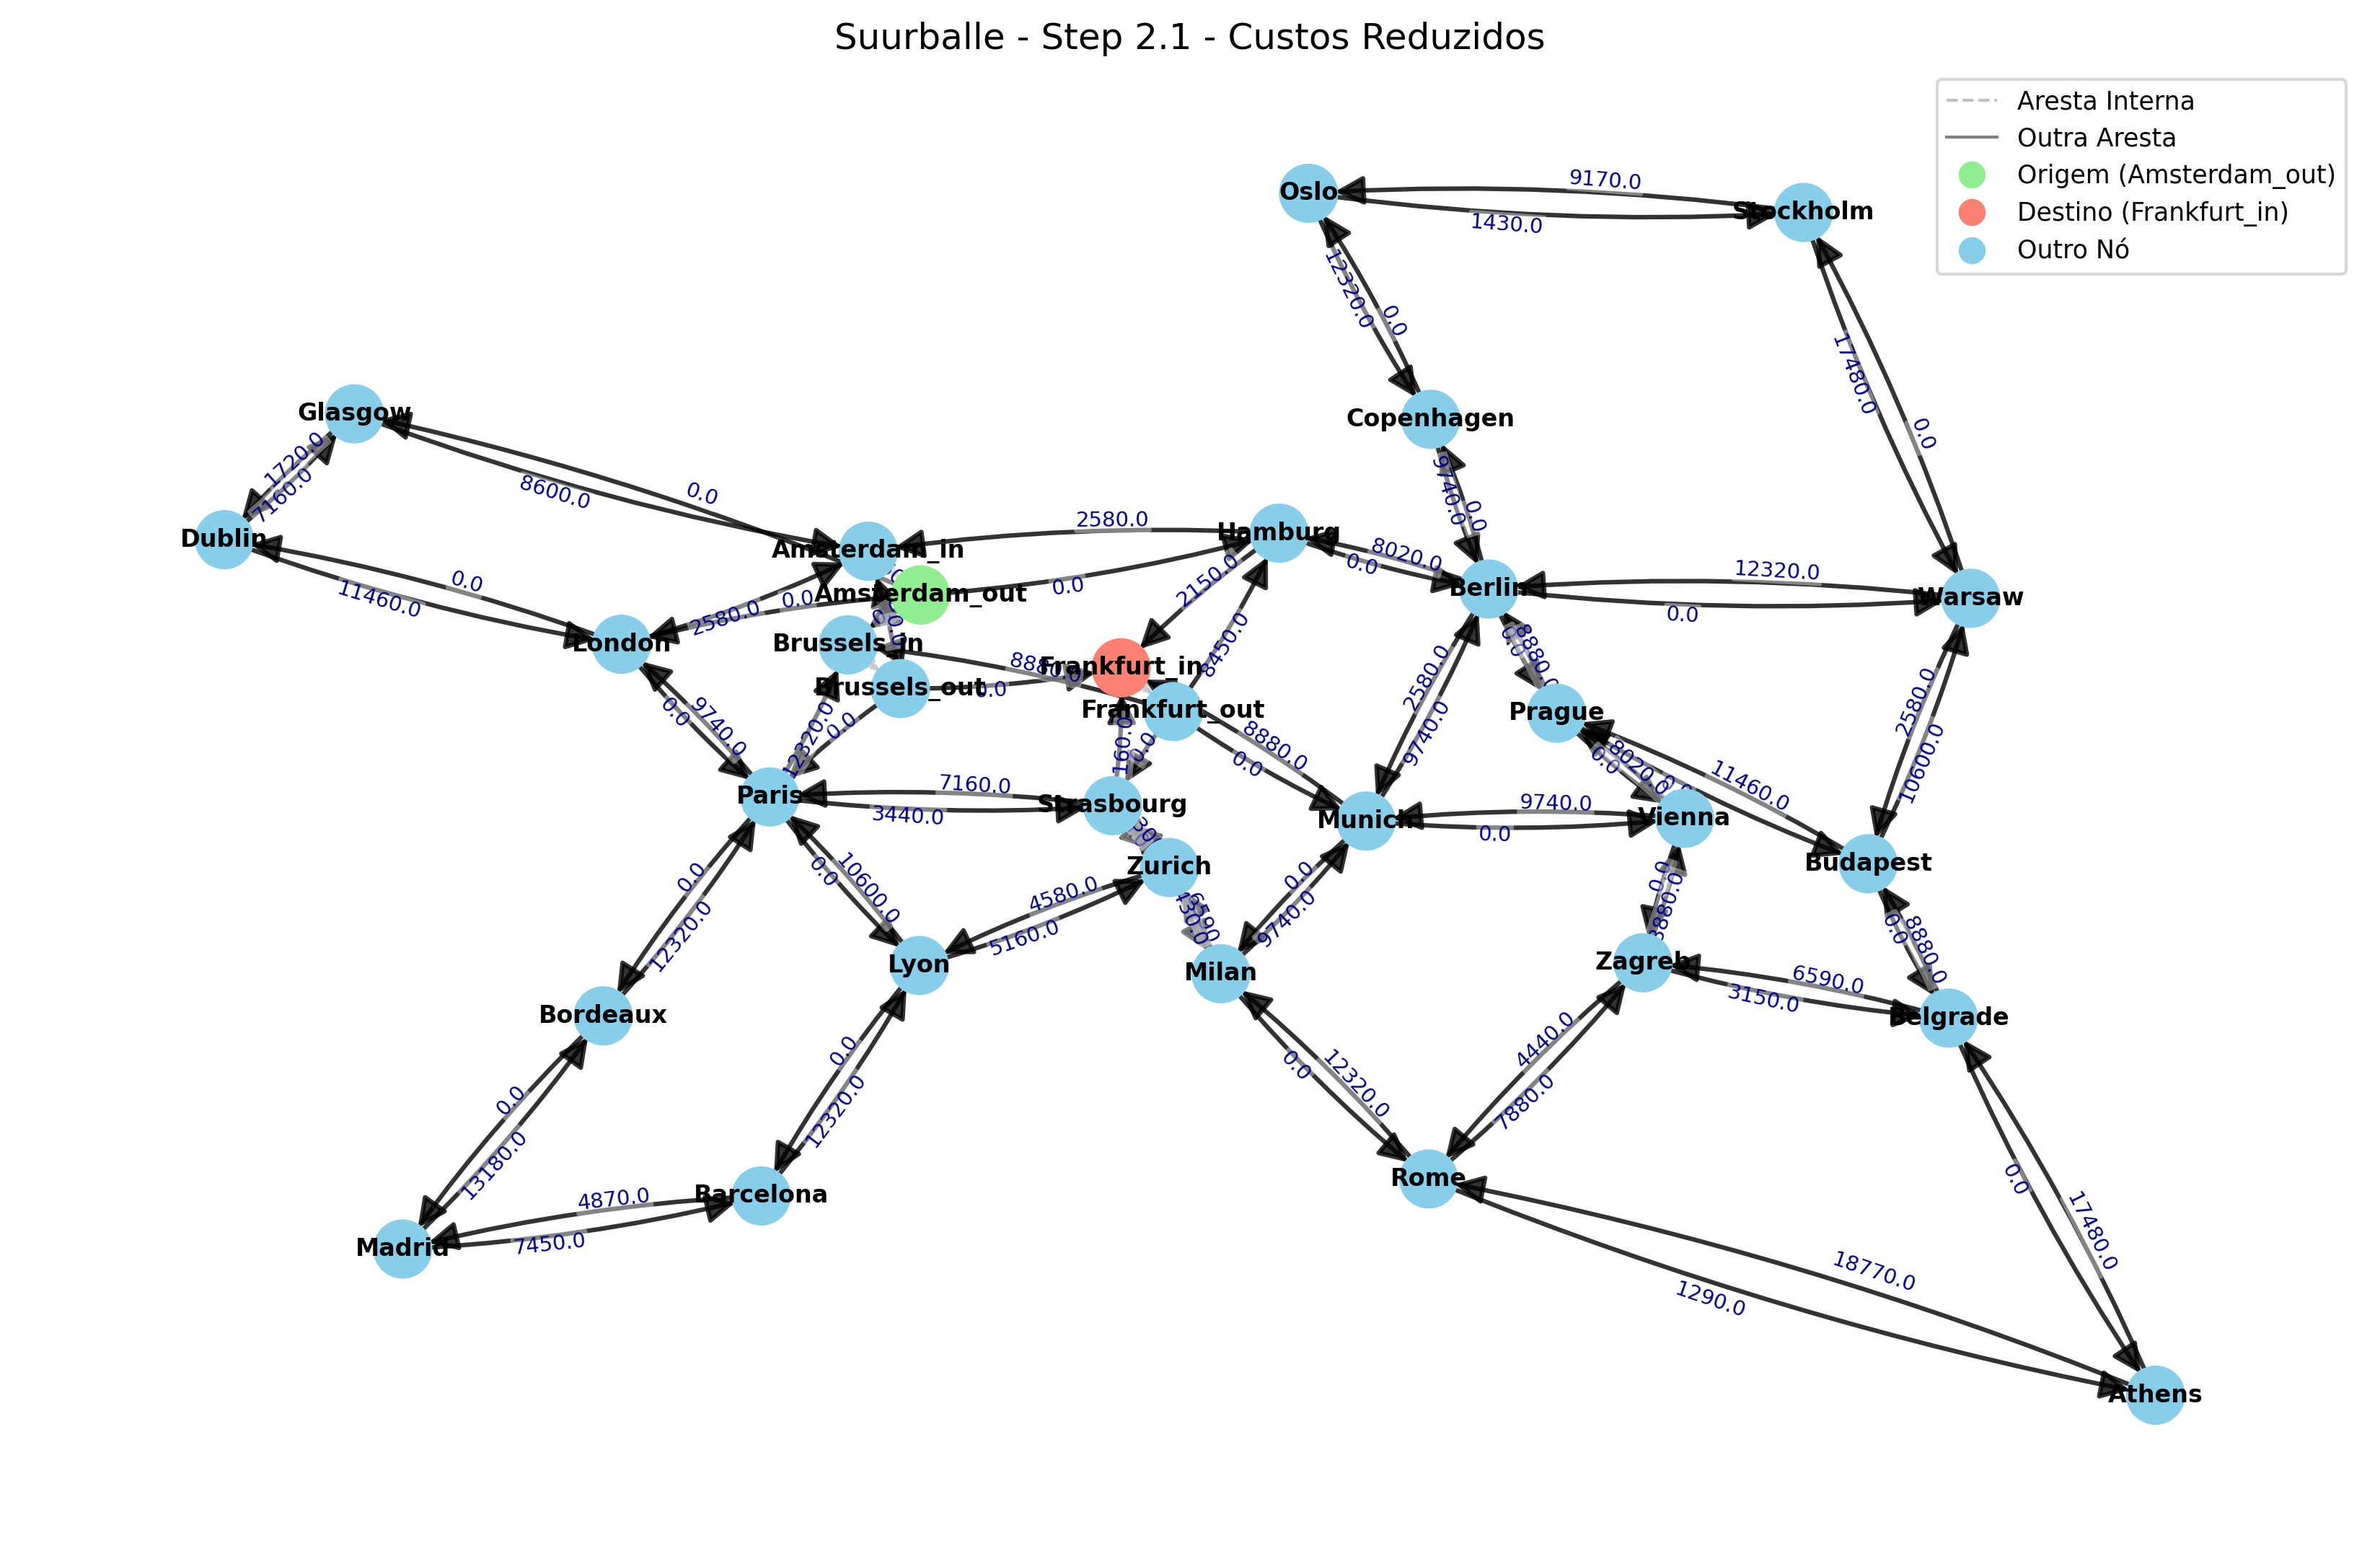 Suurballe - Step 2.1 - Custos Reduzidos
Aresta Interna
Outra Aresta
Origem (Amsterdam_out)
Destino (Frankfurt_in)
Outro Nó
Oslo
9170.0
1430.0
Stockholm
12320.0
0.0
17480.0
0.0
Glasgow
Copenhagen
1720.0
7160.0
8600.0
0.0
9740.0
0.0
Dublin
Amsterdam_in
2580.0
Hamburg
8020.0
0.0
Berlin
12320.0
0.0
Warsaw
0.0
11460.0
Amsterdam_out
0.0
0.0
2580.0
2150.0
London
Brussels_in
8880.0
Frankfurt_in
8450.0
0.0
8880.0
Brussels_out
0.0
Frankfurt_out
Prague
2580.0
9740.0
2580.0
10600.0
9740.0
0.0
12320.0
0.0
0.0
8880.0
0.0
8020.0
0.0
11460.0
Paris
7160.0
3440.0
Strasbourg
Munich
9740.0
0.0
Vienna
Budapest
Zurich
10600.0
0.0
4580.0
5160.0
0.0
9740.0
0.0
8880.0
0.0
0.0
12320.0
Lyon
Milan
Zagreb
6590.0
3150.0
Belgrade
Bordeaux
0.0
12320.0
12320.0
0.0
4440.0
7880.0
0.0
13180.0
4870.0
7450.0
Barcelona
Madrid
Rome
0.0
17480.0
18770.0
1290.0
Athens